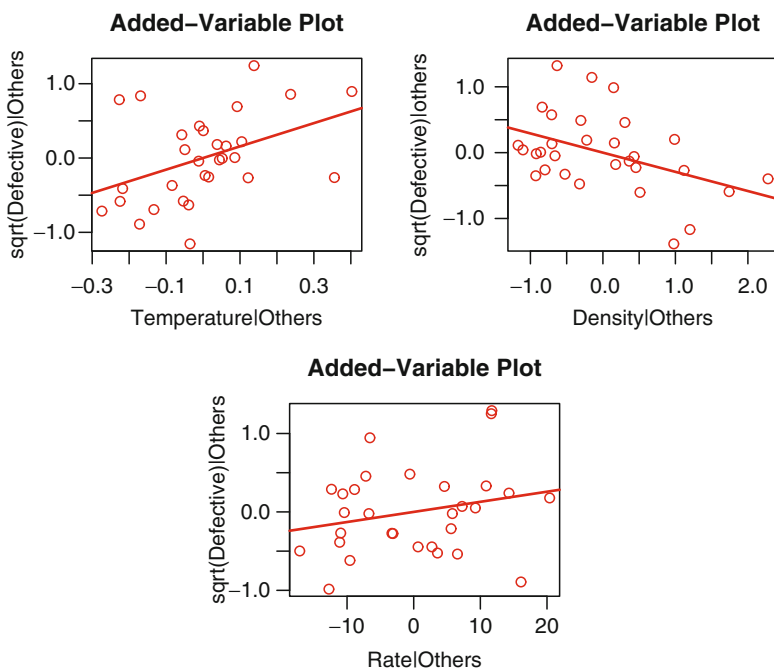 Added−Variable Plot
sqrt(Defective)|Others
1.0
0.0
−1.0
−0.3
−0.1
0.1
0.3
Temperature|Others
Added−Variable Plot
sqrt(Defective)|others
1.0
0.0
−1.0
−1.0
0.0
1.0
2.0
Density|Others
Added−Variable Plot
sqrt(Defective)|Others
1.0
0.0
−1.0
−10
0
10
20
Rate|Others